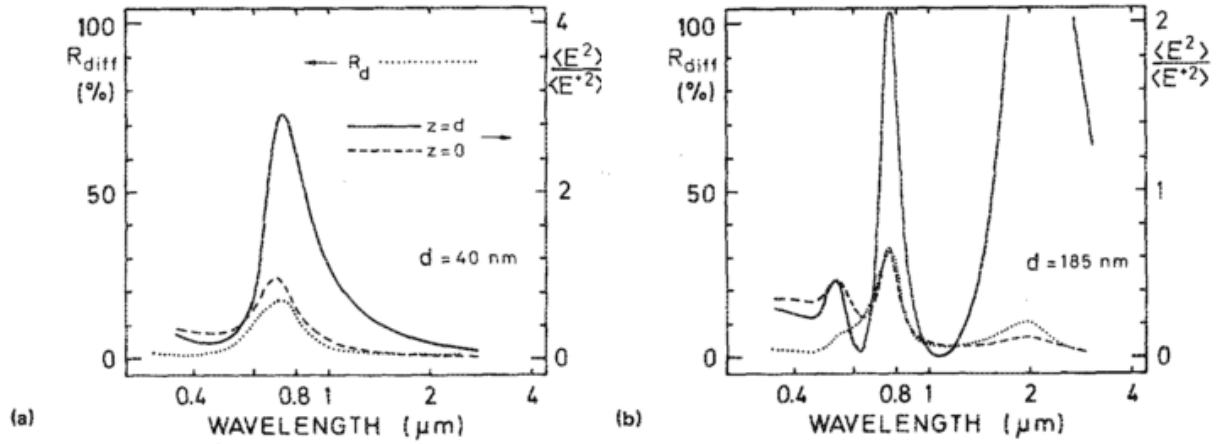 100
R_diff
(%)
50
0
R_d
z=d
z=0
d = 40 nm
4
<E²>
<E⁺²>
2
0
0.4
0.8
1
2
4
WAVELENGTH (μm)
(a)
100
R_diff
(%)
50
0
d = 185 nm
2
<E²>
<E⁺²>
1
0
0.4
0.8
1
2
4
WAVELENGTH (μm)
(b)